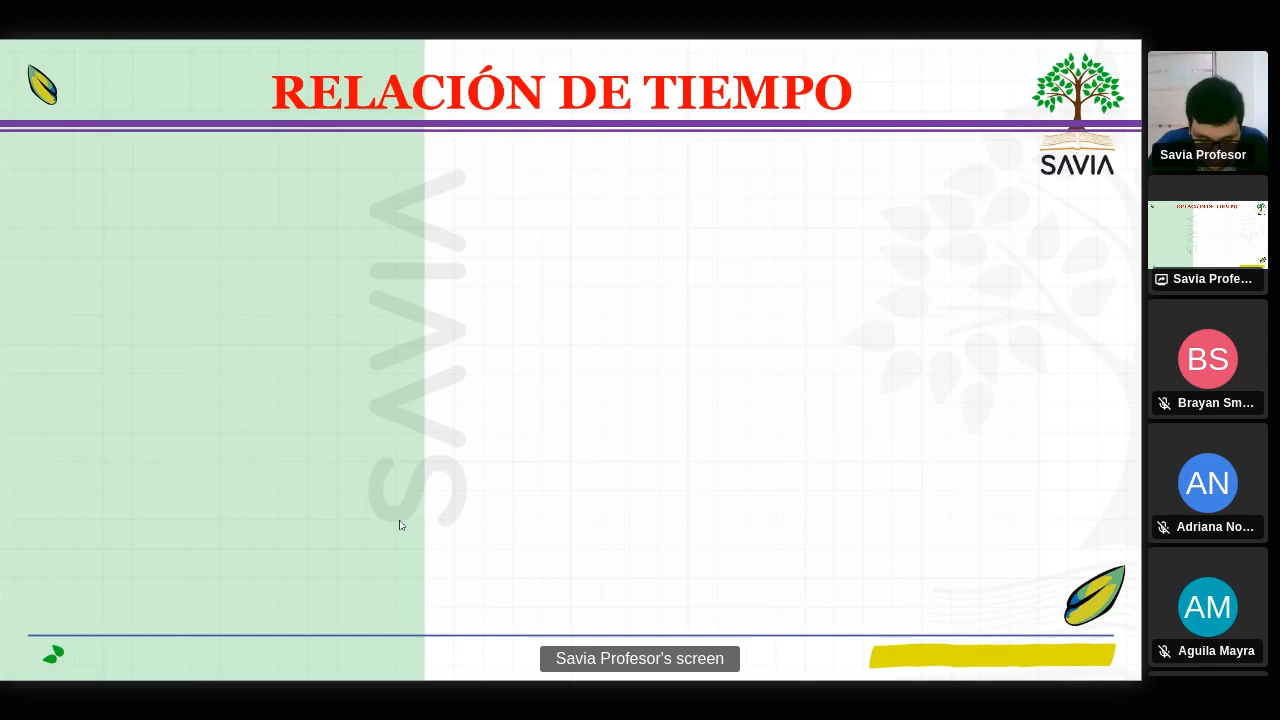 RELACIÓN DE TIEMPO
SAVIA
SAVIA
Savia Profesor's screen
Savia Profesor
Savia Profe...
BS
Brayan Sm...
AN
Adriana No...
AM
Aguila Mayra